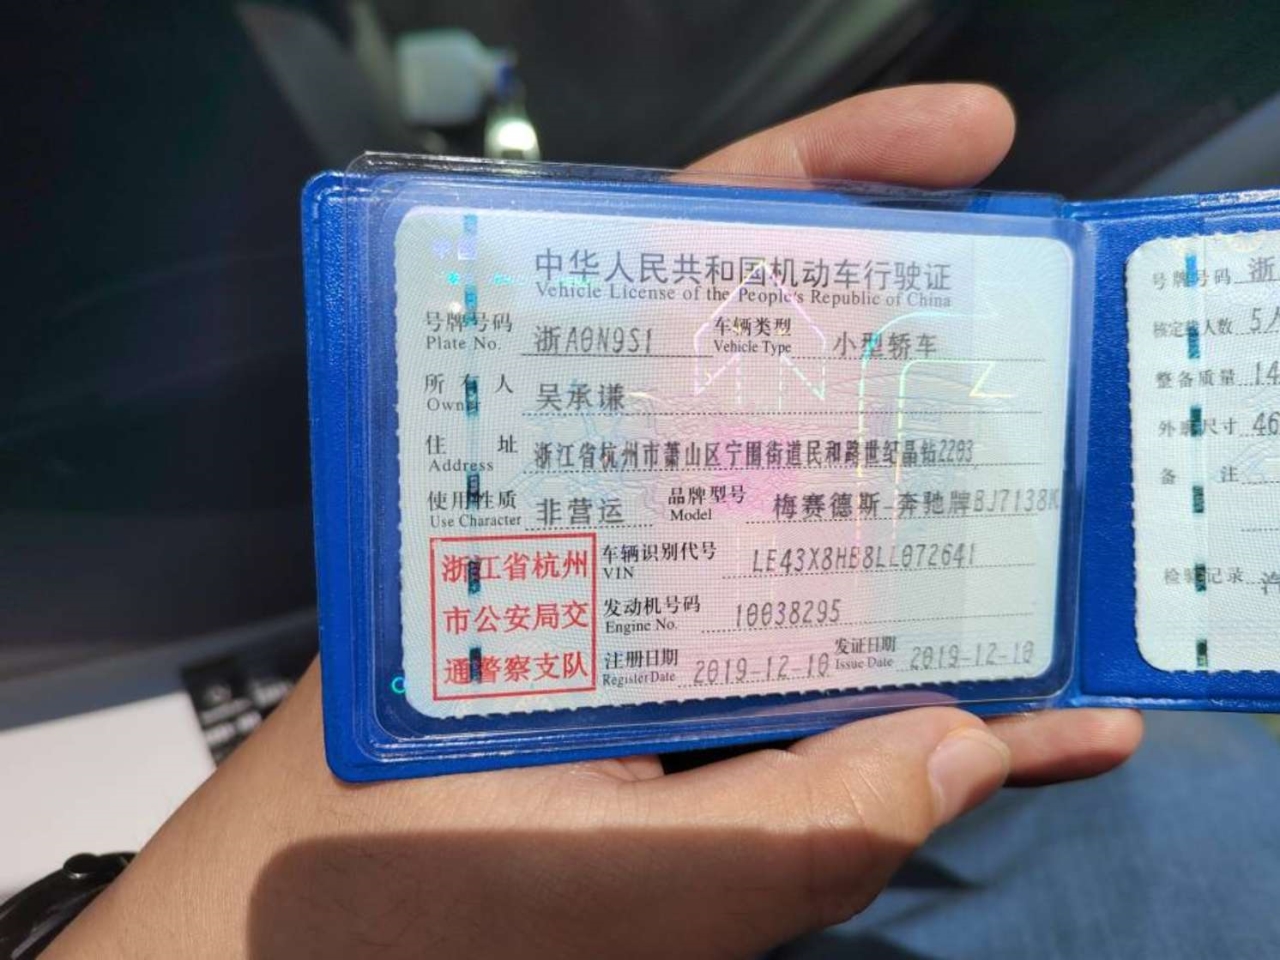 中华人民共和国机动车行驶证
Vehicle License of the People's Republic of China
号牌号码 浙A0N9S1 车辆类型 小型轿车
Plate No. Vehicle Type
所有人 吴承谦
Owner
住址 浙江省杭州市萧山区宁围街道民和路世纪晶钻2203
Address
使用性质 非营运 品牌型号 梅赛德斯-奔驰牌BJ7138
Use Character Model
浙江省杭州
市公安局交
通警察支队
车辆识别代号 LE43X8HB8LL072641
VIN
发动机号码 10038295
Engine No.
注册日期 2019-12-10 发证日期 2019-12-10
Register Date Issue Date
号牌号码 浙
核定载人数 5人
整备质量 14
外廓尺寸 46
备注
检验记录